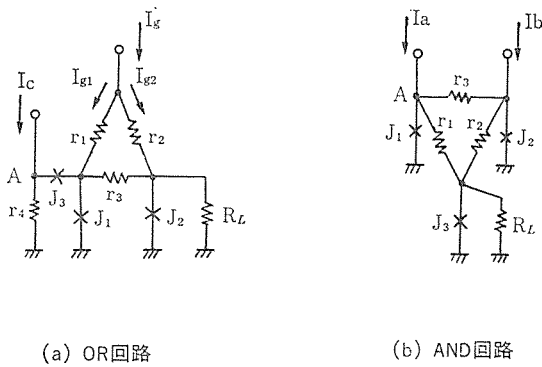 Ig
Ic
Ig1
Ig2
r1
r2
A
J3
r3
r4
J1
J2
RL
(a) OR回路
Ia
Ib
r3
A
J1
r1
r2
J2
J3
RL
(b) AND回路